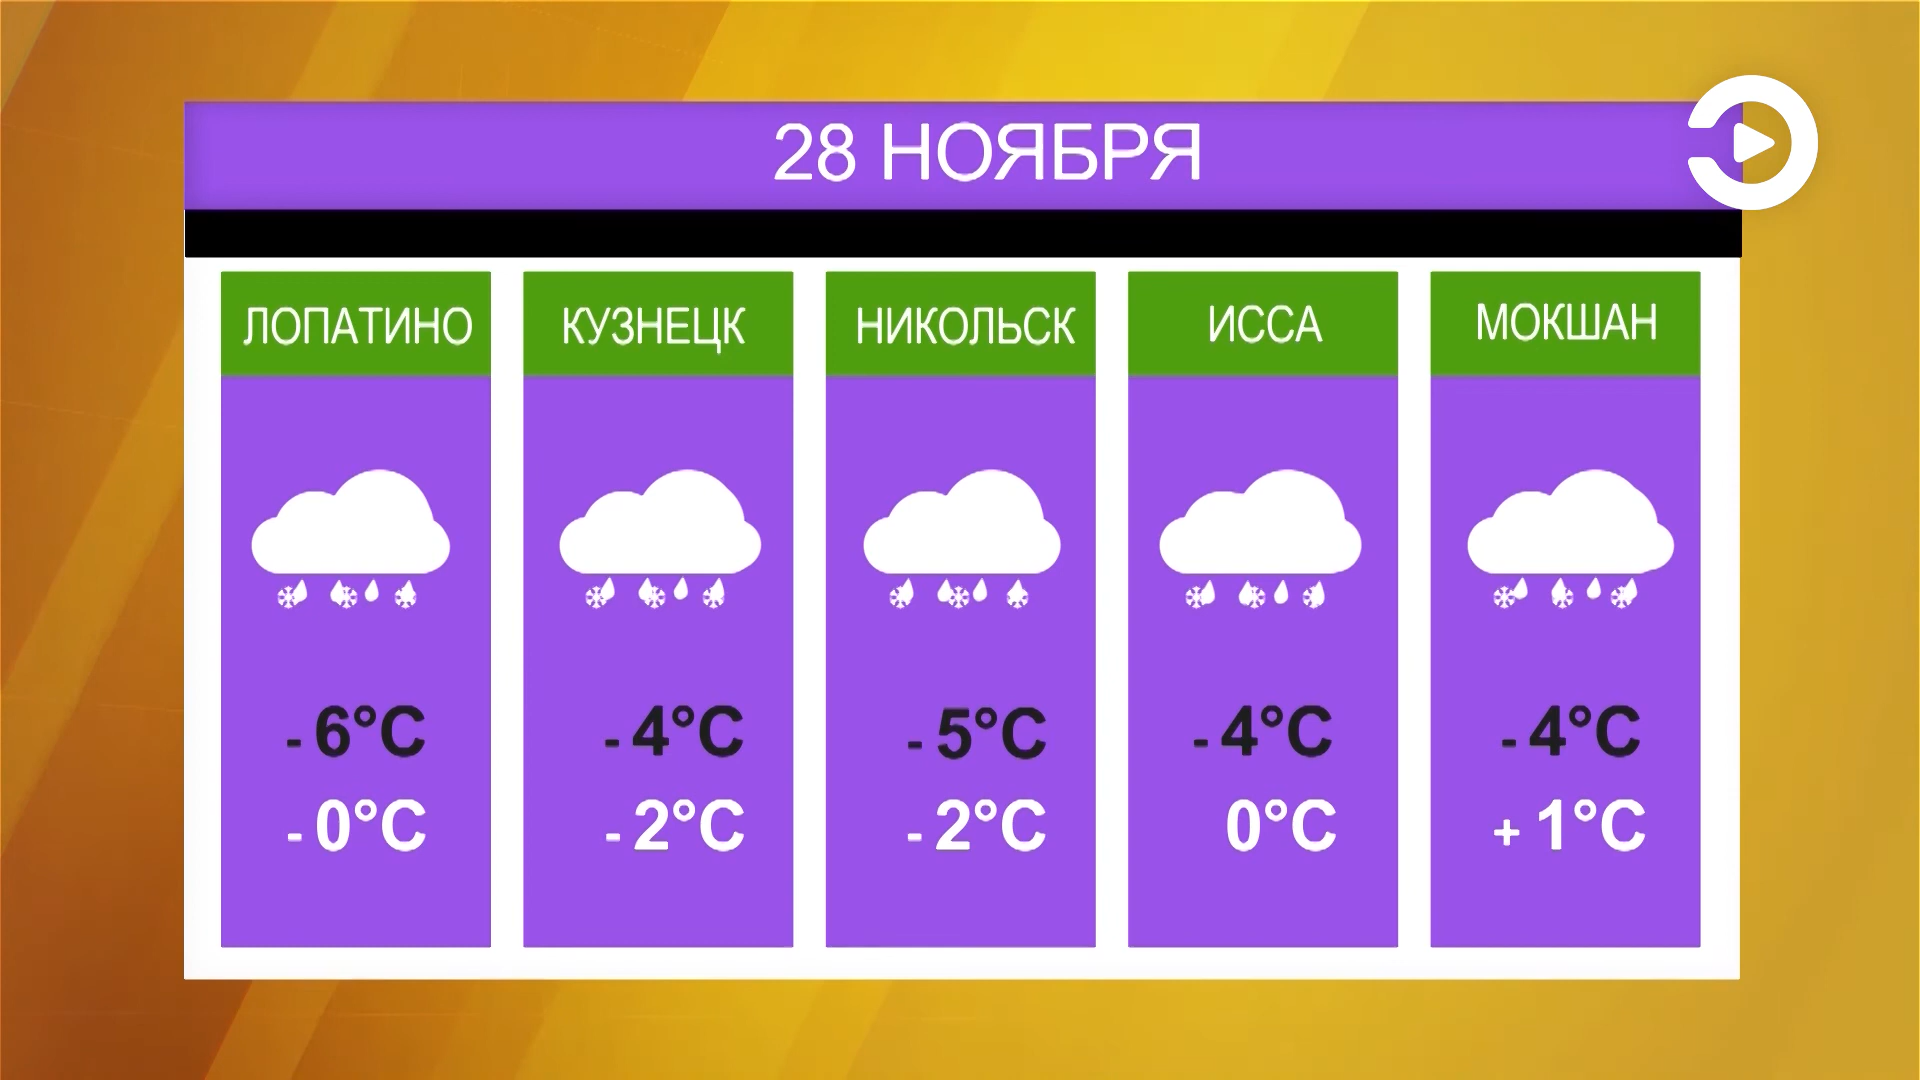 28 НОЯБРЯ
ЛОПАТИНО
КУЗНЕЦК
НИКОЛЬСК
ИССА
МОКШАН
- 6°C
- 4°C
- 5°C
- 4°C
- 4°C
- 0°C
- 2°C
- 2°C
0°C
+ 1°C